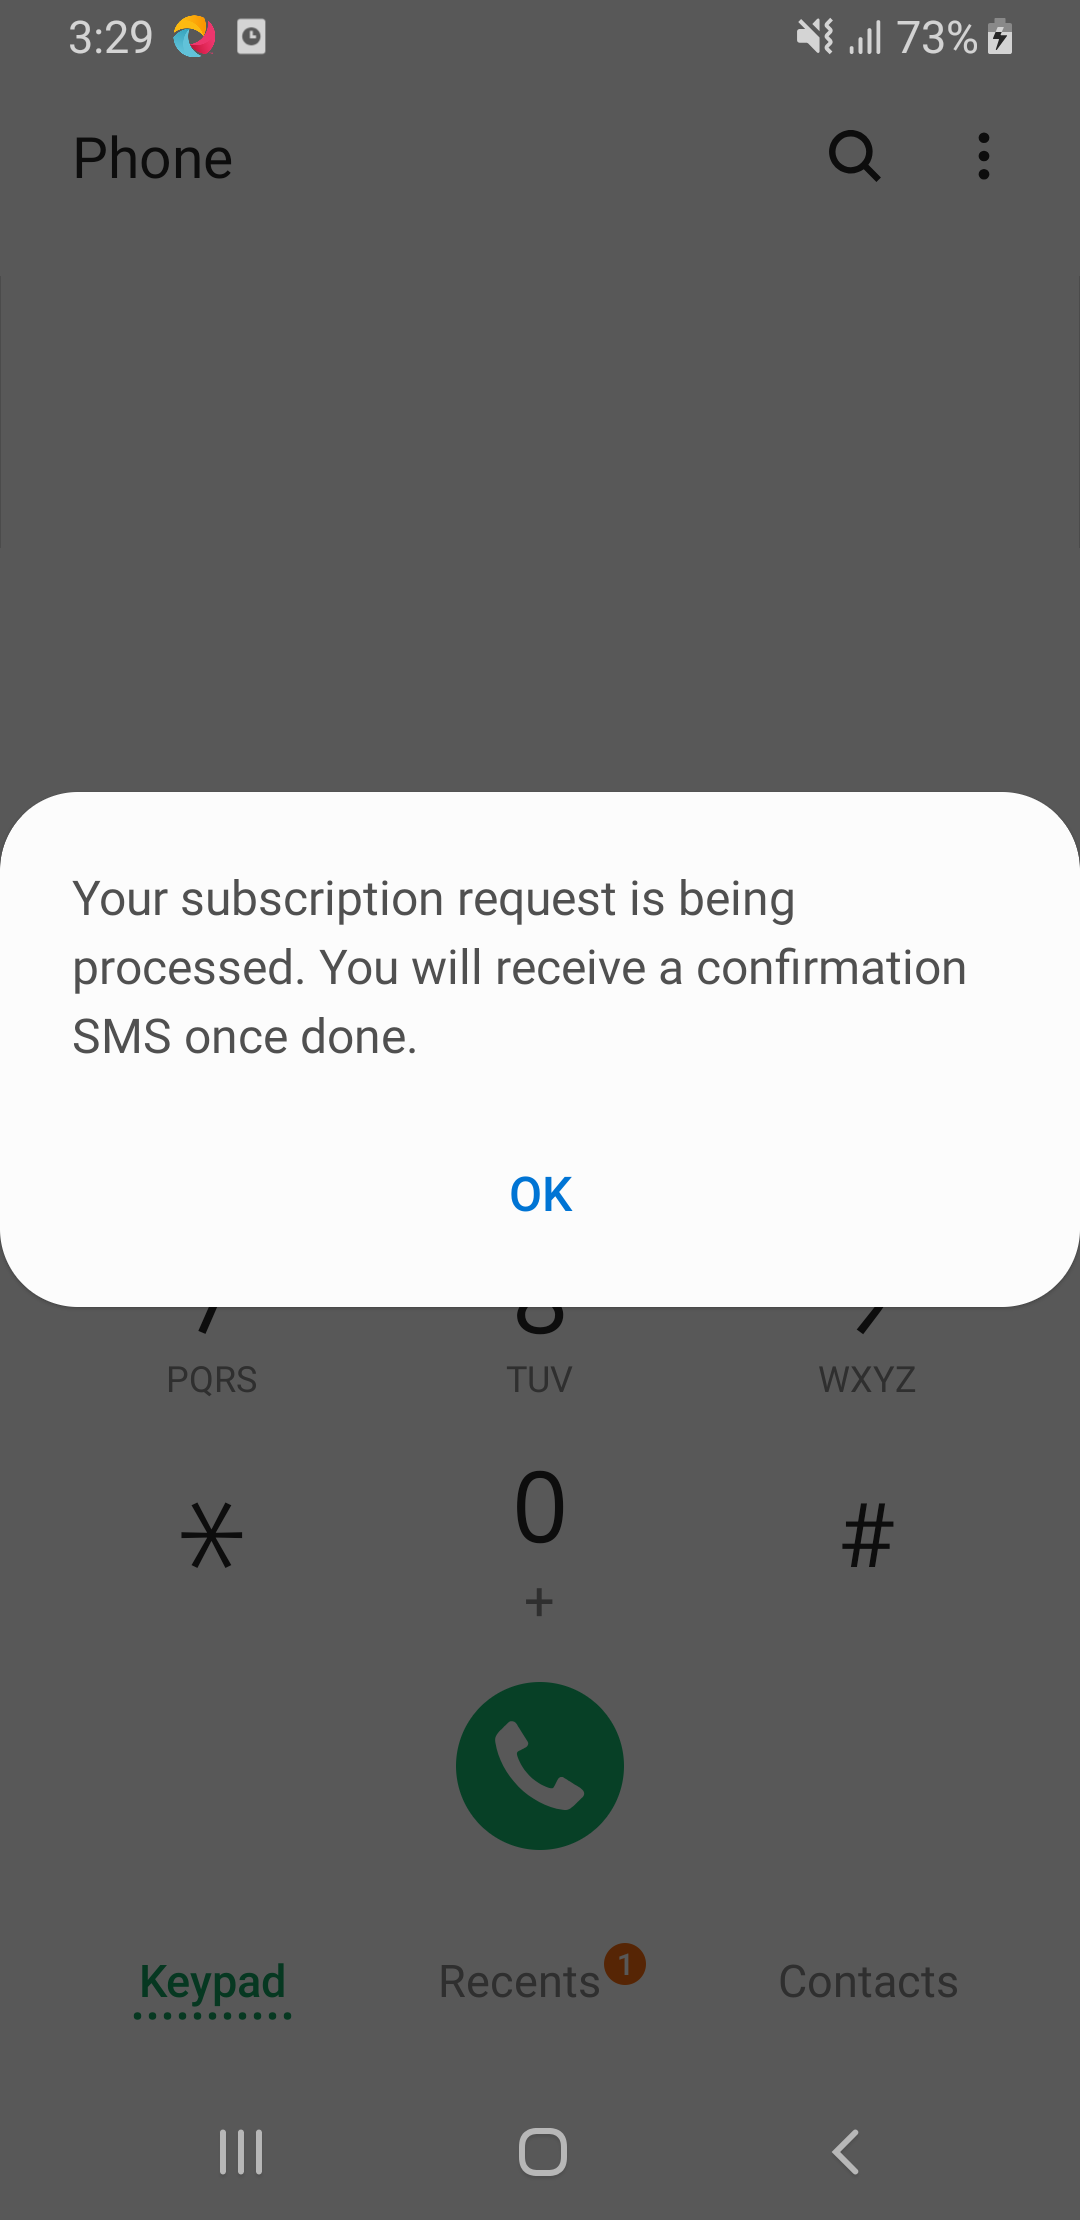 3:29
73%
Phone
Your subscription request is being
processed. You will receive a confirmation
SMS once done.
OK
8
PQRS TUV WXYZ
* 0 #
+
Keypad Recents 1 Contacts